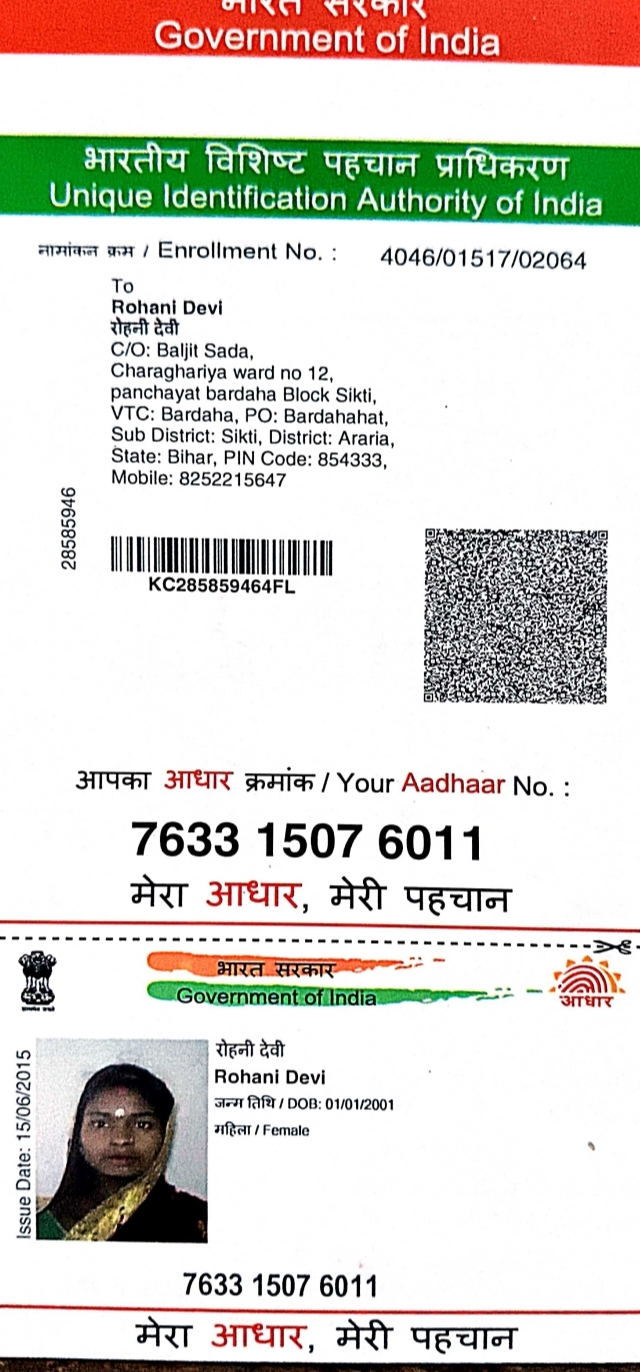 भारत सरकार
Government of India
भारतीय विशिष्ट पहचान प्राधिकरण
Unique Identification Authority of India
नामांकन क्रम / Enrollment No. : 4046/01517/02064
To
Rohani Devi
रोहनी देवी
C/O: Baljit Sada,
Charaghariya ward no 12,
panchayat bardaha Block Sikti,
VTC: Bardaha, PO: Bardahahat,
Sub District: Sikti, District: Araria,
State: Bihar, PIN Code: 854333,
Mobile: 8252215647
28585946
KC285859464FL
आपका आधार क्रमांक / Your Aadhaar No. :
7633 1507 6011
मेरा आधार, मेरी पहचान
भारत सरकार
Government of India
आधार
Issue Date: 15/06/2015
रोहनी देवी
Rohani Devi
जन्म तिथि / DOB: 01/01/2001
महिला / Female
7633 1507 6011
मेरा आधार, मेरी पहचान